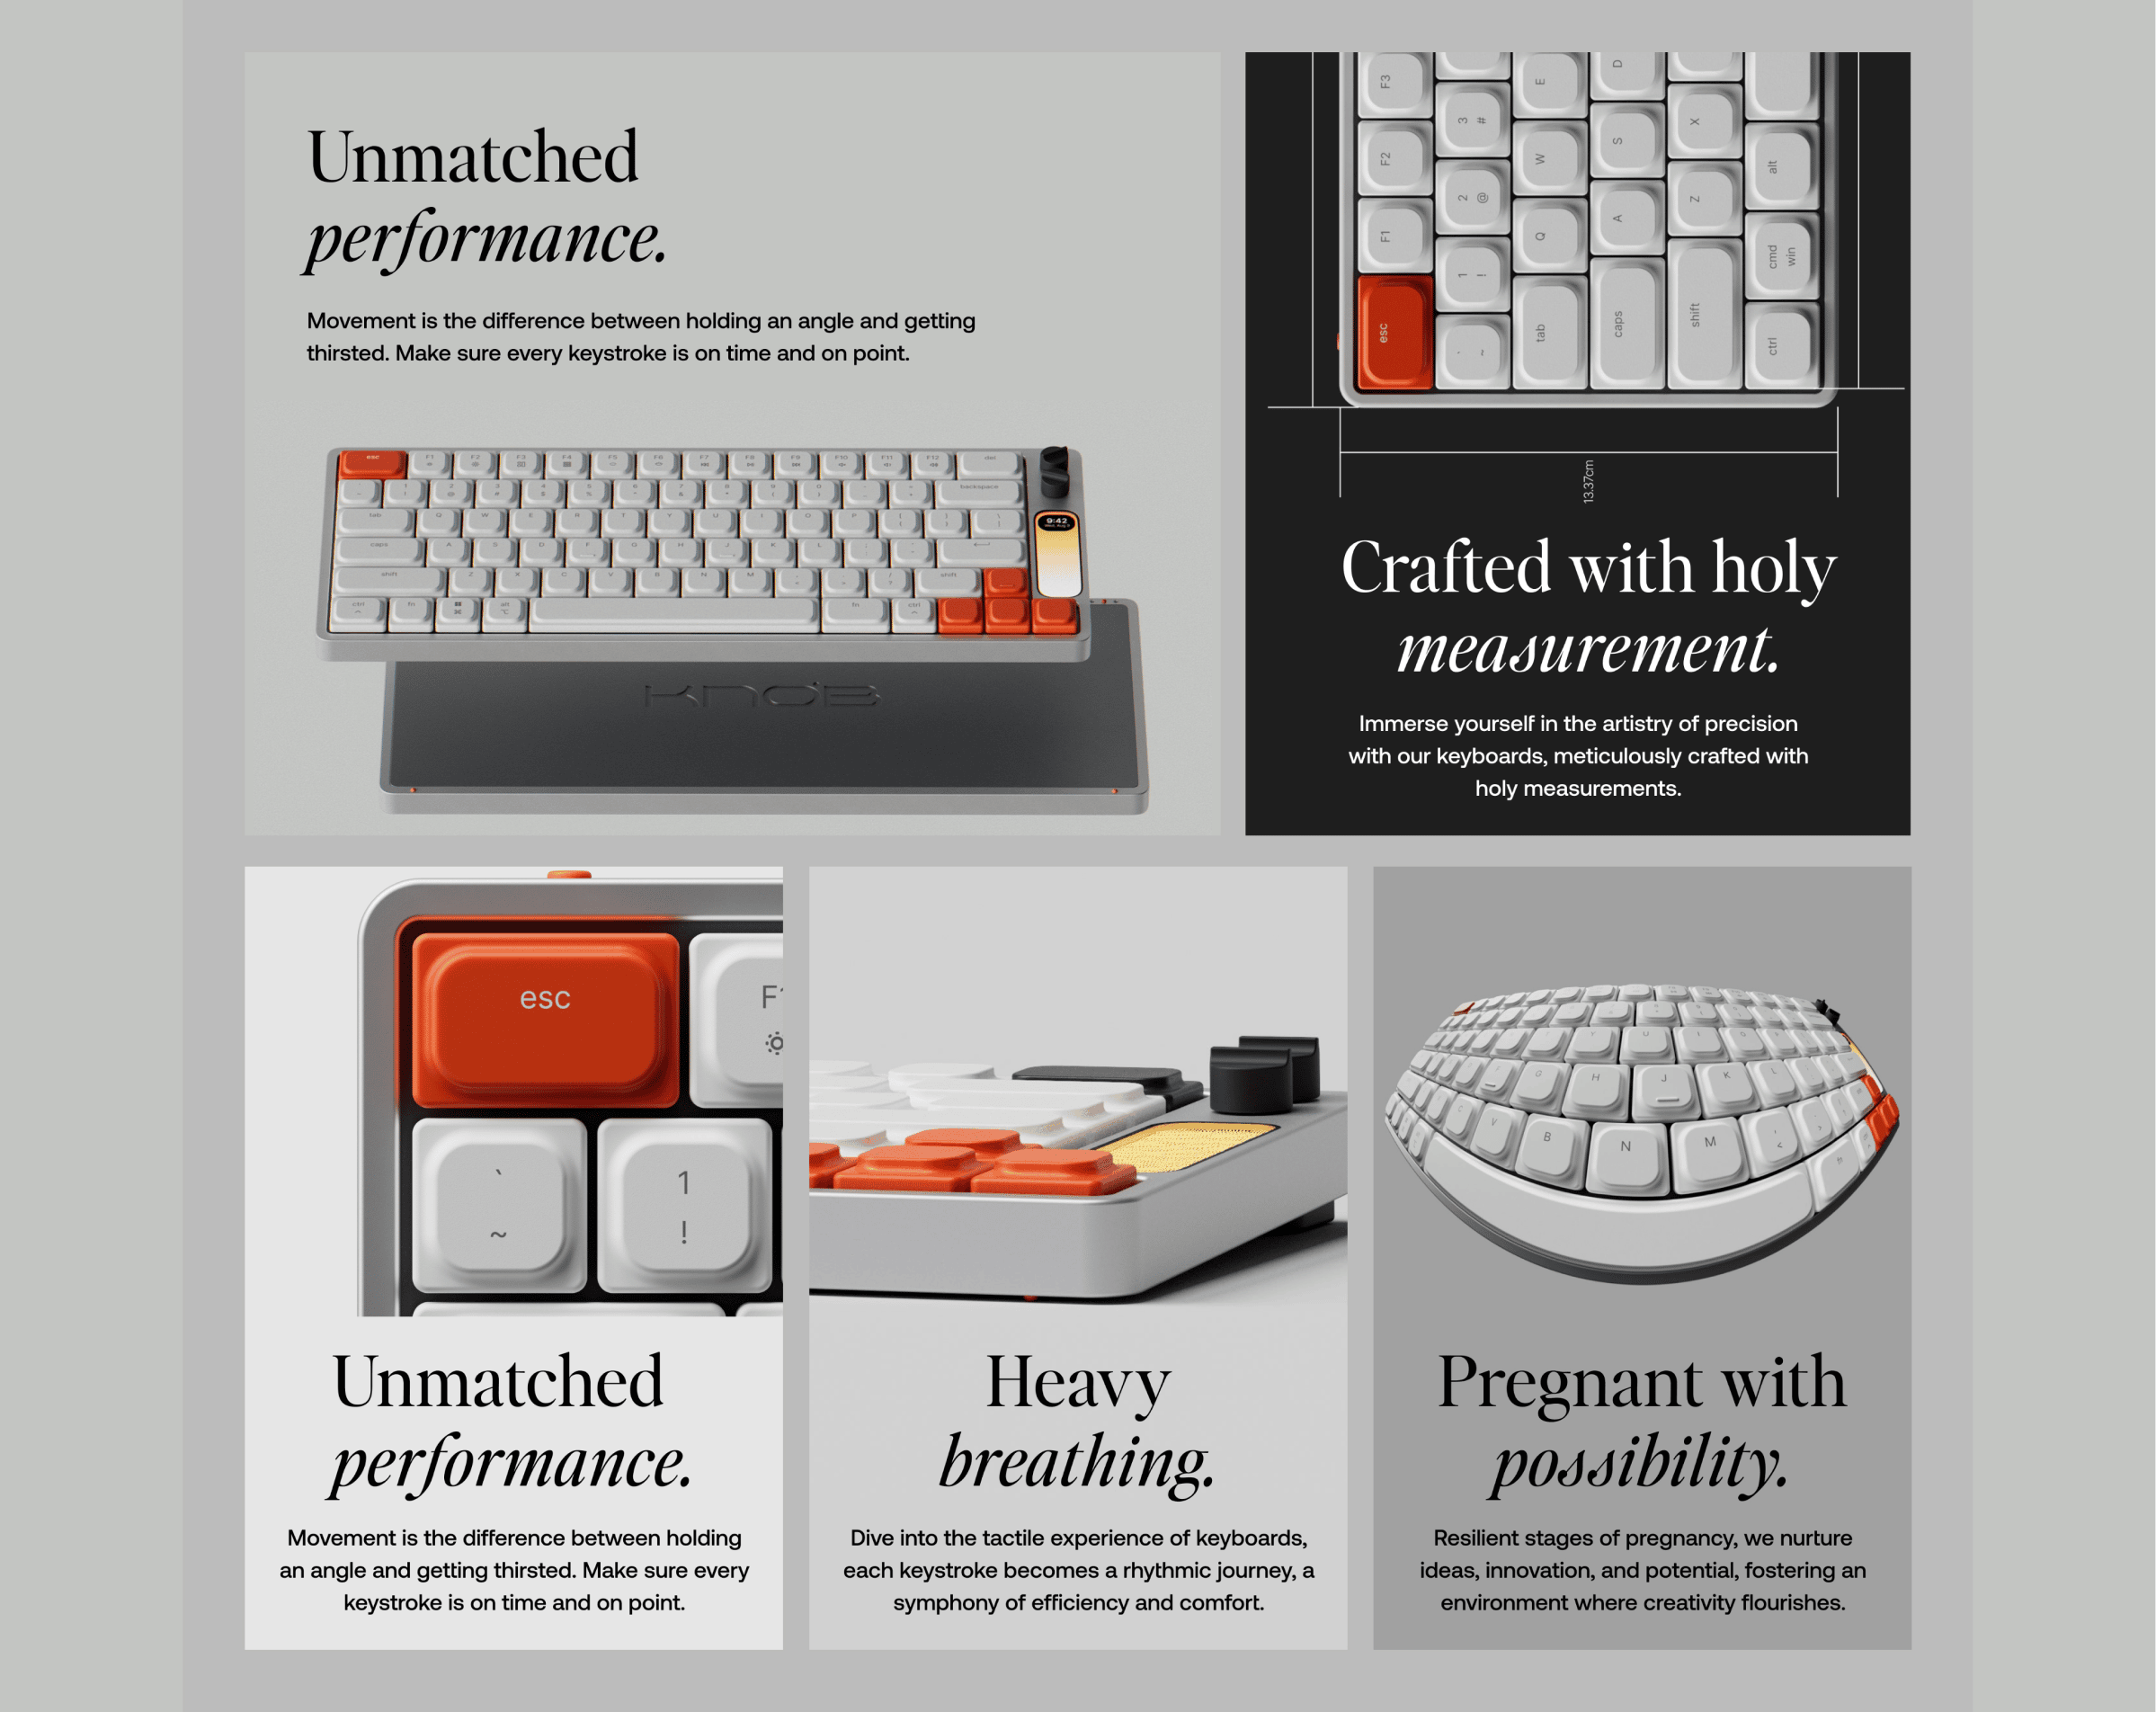 Unmatched
performance.
Movement is the difference between holding an angle and getting
thirsted. Make sure every keystroke is on time and on point.
esc F1 F2 F3 F4 F5 F6 F7 F8 F9 F10 F11 F12 del
backspace
tab Q W E R T Y U I O P
9:42
caps A S D F G H J K L
shift Z X C V B N M shift
ctrl fn alt fn ctrl
KNOB
F3 3 # E D
F2 2 @ W S X alt
F1 1 ! Q A Z cmd win
esc ` ~ tab caps shift ctrl
13.37cm
Crafted with holy
measurement.
Immerse yourself in the artistry of precision
with our keyboards, meticulously crafted with
holy measurements.
esc F1
` 1
~ !
Unmatched
performance.
Movement is the difference between holding
an angle and getting thirsted. Make sure every
keystroke is on time and on point.
Heavy
breathing.
Dive into the tactile experience of keyboards,
each keystroke becomes a rhythmic journey, a
symphony of efficiency and comfort.
G H J K L
C V B N M <
Pregnant with
possibility.
Resilient stages of pregnancy, we nurture
ideas, innovation, and potential, fostering an
environment where creativity flourishes.